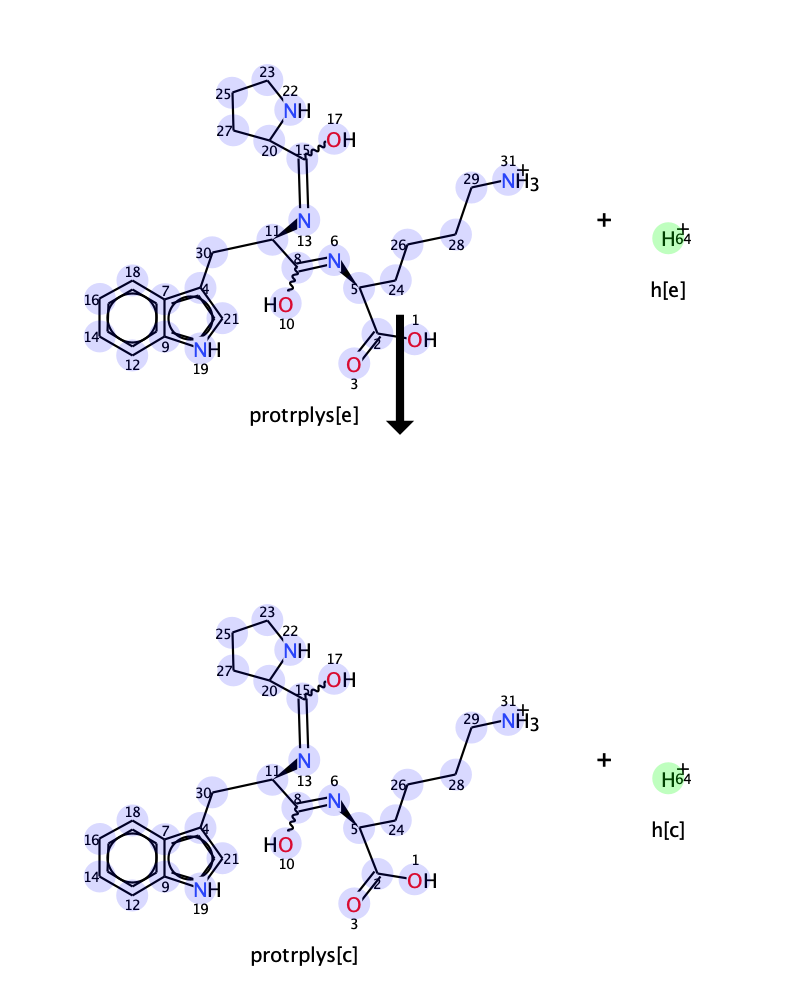 23
25
22
NH
17
OH
27
20
15
31
NH3+
29
+
H+
64
h[e]
N
13
11
30
8
6
N
26
28
5
24
HO
10
18
7
4
16
21
14
9
NH
19
12
1
OH
2
O
3
protrplys[e]
23
25
22
NH
17
OH
27
20
15
31
NH3+
29
+
H+
64
h[c]
N
13
11
30
8
6
N
26
28
5
24
HO
10
18
7
4
16
21
14
9
NH
19
12
1
OH
2
O
3
protrplys[c]